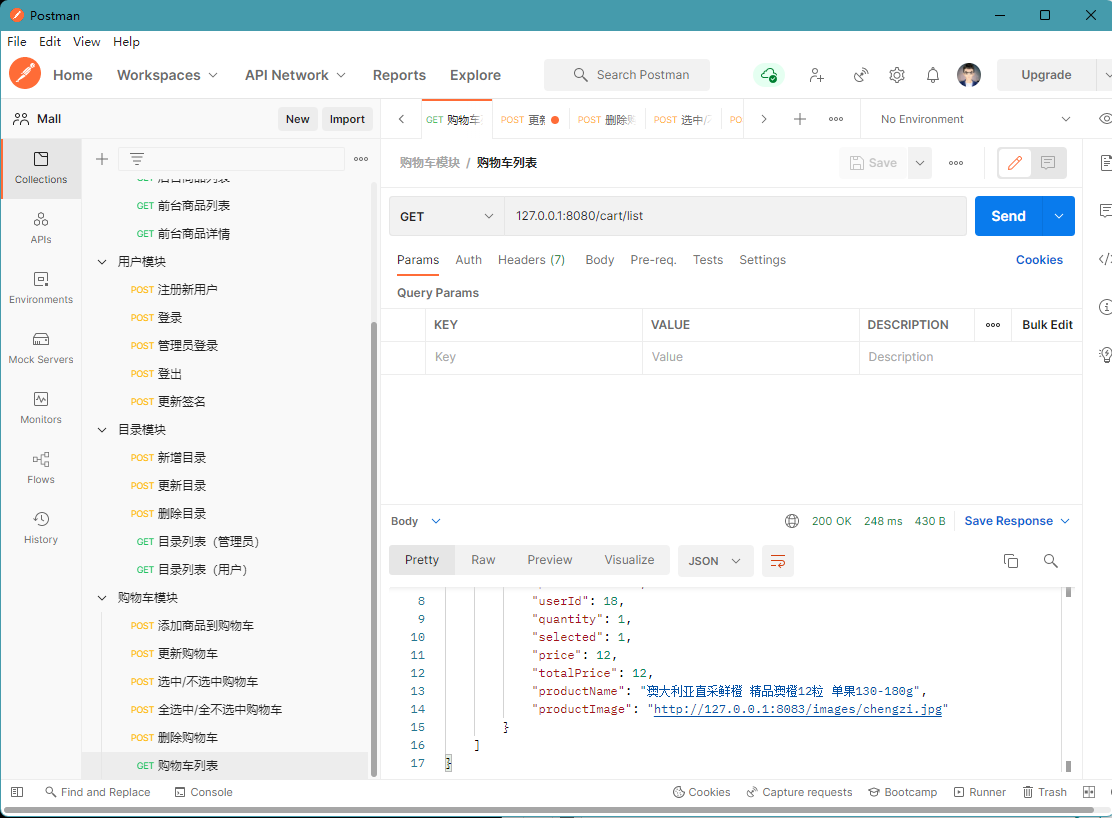 Postman
File Edit View Help
Home Workspaces API Network Reports Explore Search Postman Upgrade
Mall New Import
GET 购物车 POST 更新 POST 删除 POST 选中/ PO No Environment
Collections
APIs
Environments
Mock Servers
Monitors
Flows
History
GET 后台商品列表
GET 前台商品列表
GET 前台商品详情
用户模块
POST 注册新用户
POST 登录
POST 管理员登录
POST 登出
POST 更新签名
目录模块
POST 新增目录
POST 更新目录
POST 删除目录
GET 目录列表（管理员）
GET 目录列表（用户）
购物车模块
POST 添加商品到购物车
POST 更新购物车
POST 选中/不选中购物车
POST 全选中/全不选中购物车
POST 删除购物车
GET 购物车列表
购物车模块 / 购物车列表 Save
GET 127.0.0.1:8080/cart/list Send
Params Auth Headers (7) Body Pre-req. Tests Settings Cookies
Query Params
KEY VALUE DESCRIPTION Bulk Edit
Key Value Description
Body 200 OK 248 ms 430 B Save Response
Pretty Raw Preview Visualize JSON
8 "userId": 18,
9 "quantity": 1,
10 "selected": 1,
11 "price": 12,
12 "totalPrice": 12,
13 "productName": "澳大利亚直采鲜橙 精品澳橙12粒 单果130-180g",
14 "productImage": "http://127.0.0.1:8083/images/chengzi.jpg"
15 }
16 ]
17 }
Find and Replace Console Cookies Capture requests Bootcamp Runner Trash